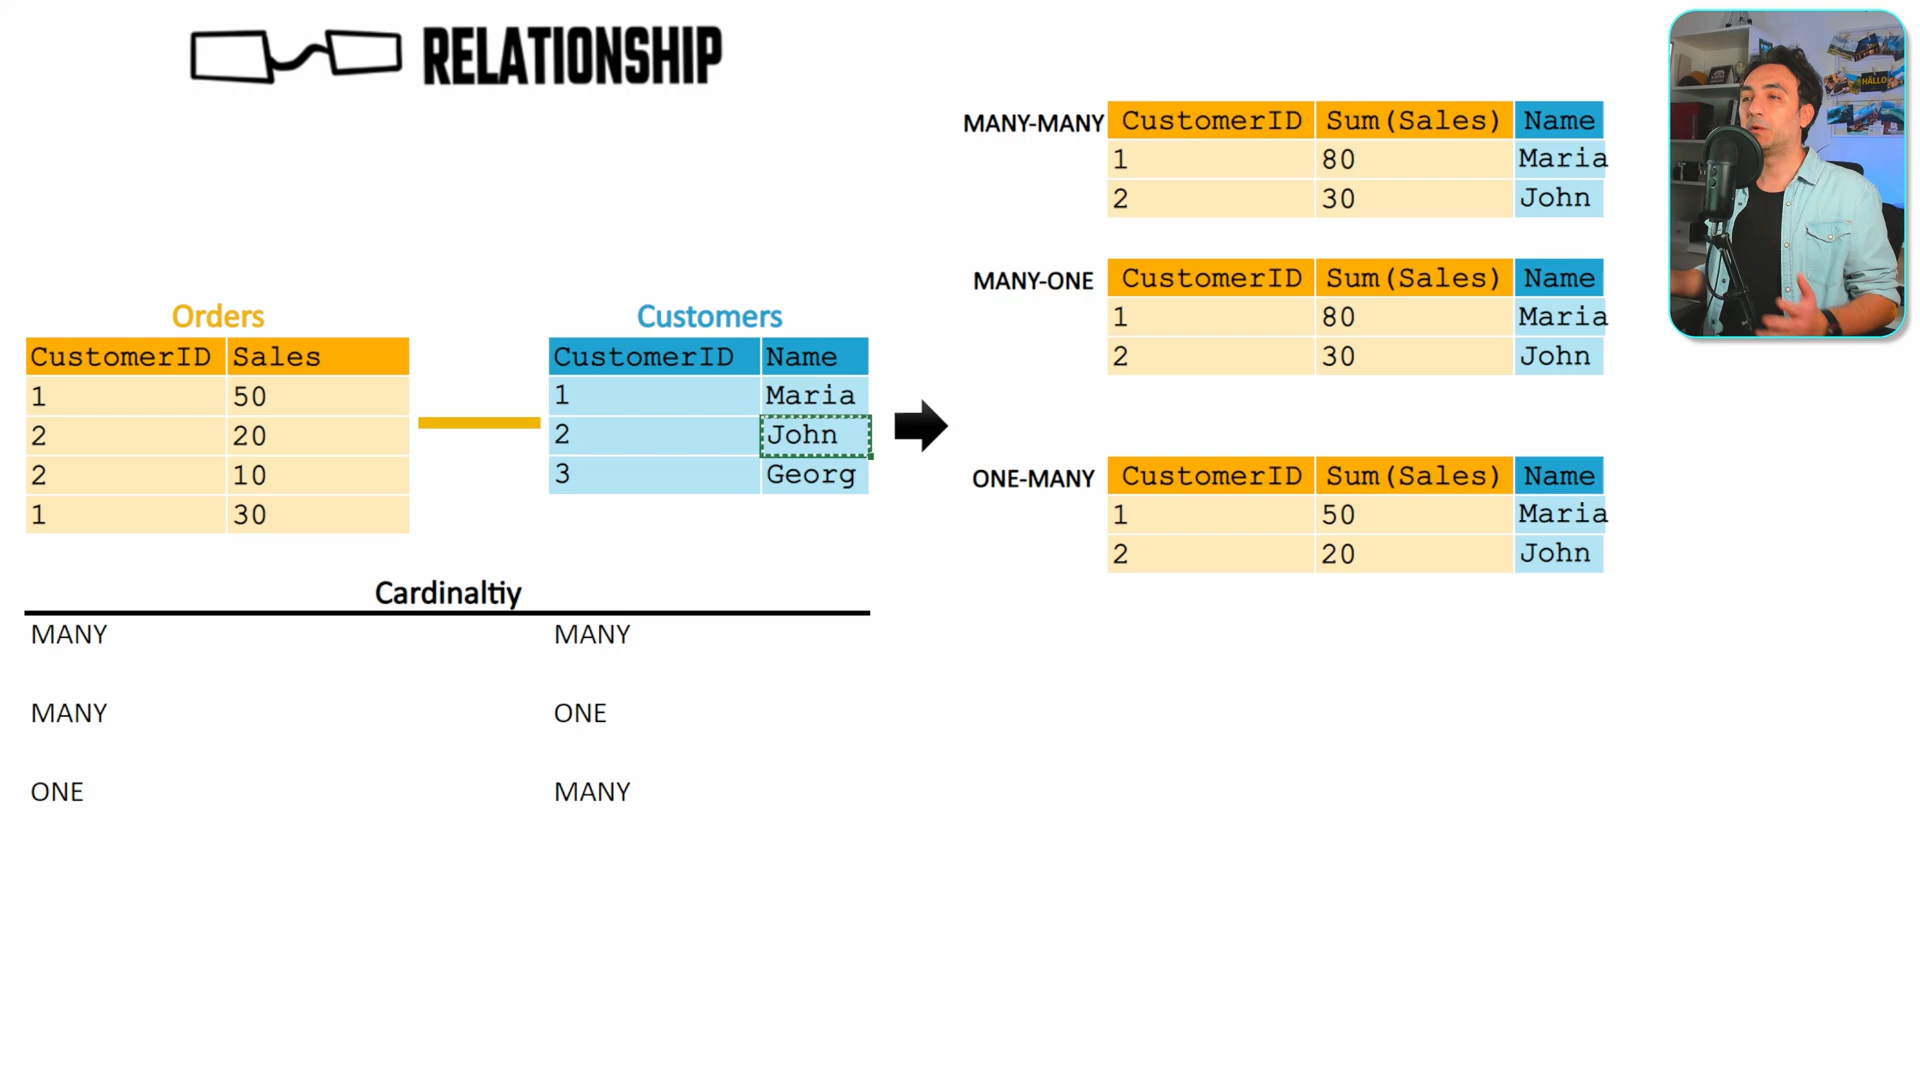 RELATIONSHIP
MANY-MANY CustomerID Sum(Sales) Name
1 80 Maria
2 30 John
MANY-ONE CustomerID Sum(Sales) Name
1 80 Maria
2 30 John
Orders Customers
CustomerID Sales CustomerID Name
1 50 1 Maria
2 20 2 John
2 10 3 Georg
1 30
ONE-MANY CustomerID Sum(Sales) Name
1 50 Maria
2 20 John
Cardinaltiy
MANY MANY
MANY ONE
ONE MANY
HALLO